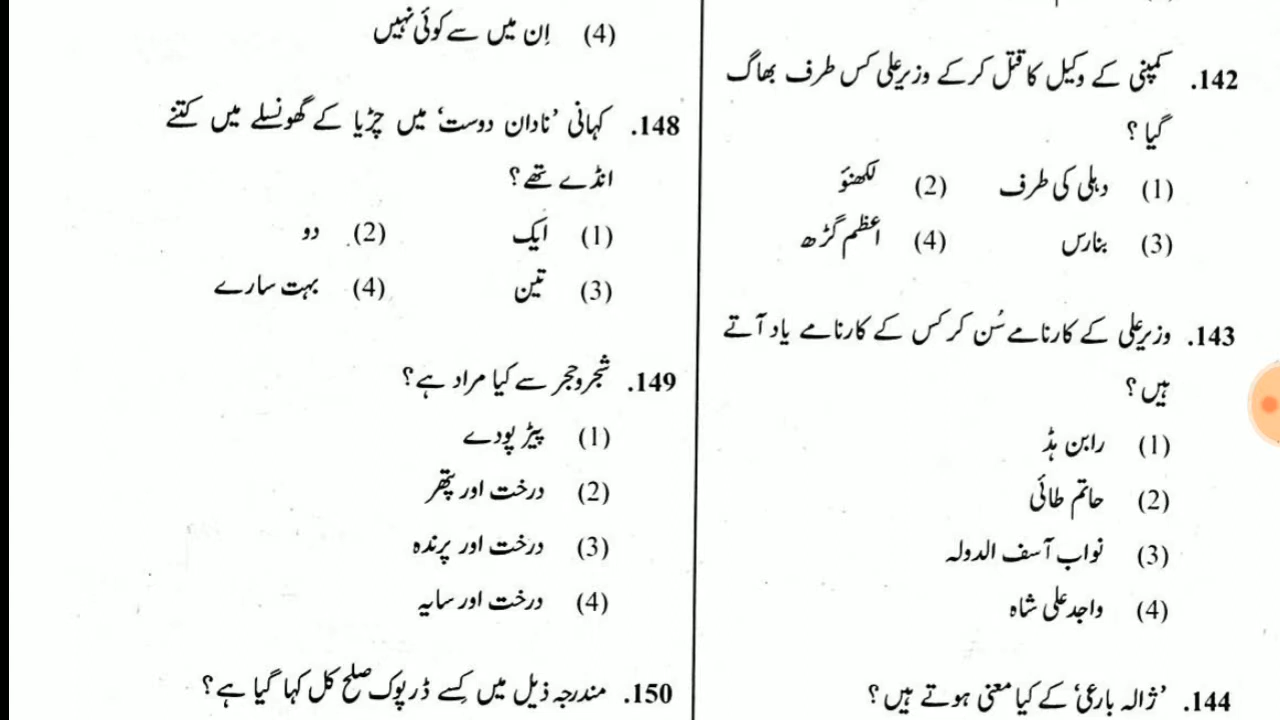 142. کمپنی کے وکیل کا قتل کر کے وزیر علی کس طرف بھاگ
گیا ؟
(1) دہلی کی طرف (2) لکھنؤ
(3) بنارس (4) اعظم گڑھ
143. وزیر علی کے کارنامے سُن کر کس کے کارنامے یاد آتے
ہیں ؟
(1) رابن ہڈ
(2) حاتم طائی
(3) نواب آسف الدولہ
(4) واجد علی شاہ
144. ’ژالہ بارعی‘ کے کیا معنی ہوتے ہیں ؟
(4) اِن میں سے کوئی نہیں
148. کہانی ’نادان دوست‘ میں چڑیا کے گھونسلے میں کتنے
انڈے تھے ؟
(1) ایک (2) دو
(3) تین (4) بہت سارے
149. شجر و حجر سے کیا مراد ہے ؟
(1) پیڑ پودے
(2) درخت اور پتھر
(3) درخت اور پرندہ
(4) درخت اور سایہ
150. مندرجہ ذیل میں کِسے ڈرپوک صلح کل کہا گیا ہے ؟